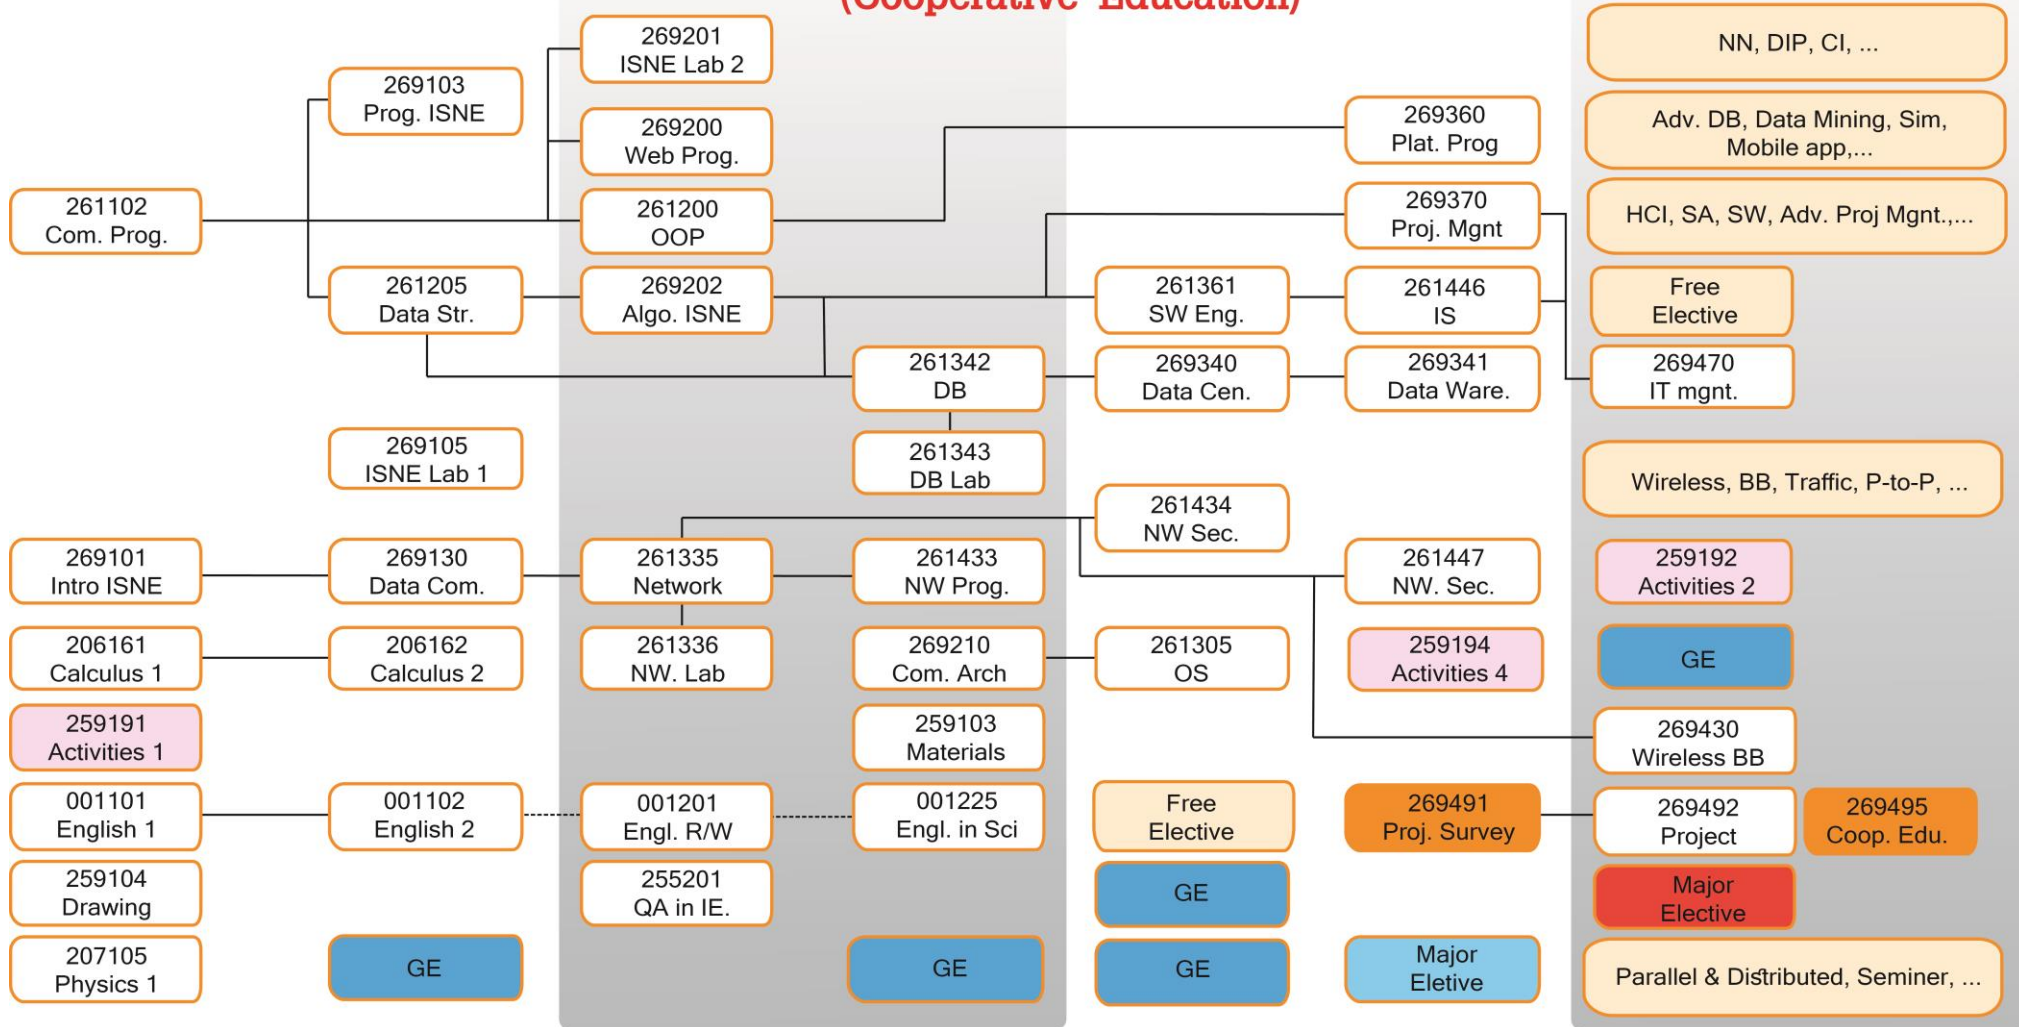 (Cooperative Education)
261102
Com. Prog.
269101
Intro ISNE
206161
Calculus 1
259191
Activities 1
001101
English 1
259104
Drawing
207105
Physics 1
269103
Prog. ISNE
261205
Data Str.
269105
ISNE Lab 1
269130
Data Com.
206162
Calculus 2
001102
English 2
GE
269201
ISNE Lab 2
269200
Web Prog.
261200
OOP
269202
Algo. ISNE
261335
Network
261336
NW. Lab
001201
Engl. R/W
255201
QA in IE.
261342
DB
261343
DB Lab
261433
NW Prog.
269210
Com. Arch
259103
Materials
001225
Engl. in Sci
GE
261361
SW Eng.
269340
Data Cen.
261434
NW Sec.
261305
OS
Free
Elective
GE
GE
269360
Plat. Prog
269370
Proj. Mgnt
261446
IS
269341
Data Ware.
261447
NW. Sec.
259194
Activities 4
269491
Proj. Survey
Major
Eletive
NN, DIP, CI, ...
Adv. DB, Data Mining, Sim,
Mobile app,...
HCI, SA, SW, Adv. Proj Mgnt.,...
Free
Elective
269470
IT mgnt.
Wireless, BB, Traffic, P-to-P, ...
259192
Activities 2
GE
269430
Wireless BB
269492
Project
269495
Coop. Edu.
Major
Elective
Parallel & Distributed, Seminer, ...